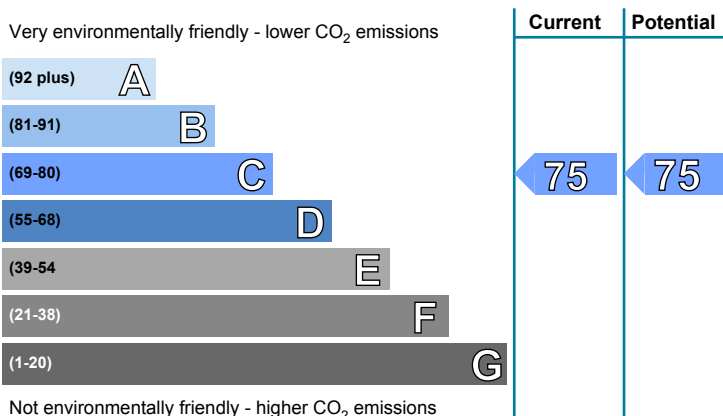 Current Potential
Very environmentally friendly - lower CO₂ emissions
(92 plus) A
(81-91) B
(69-80) C 75 75
(55-68) D
(39-54 E
(21-38) F
(1-20) G
Not environmentally friendly - higher CO₂ emissions